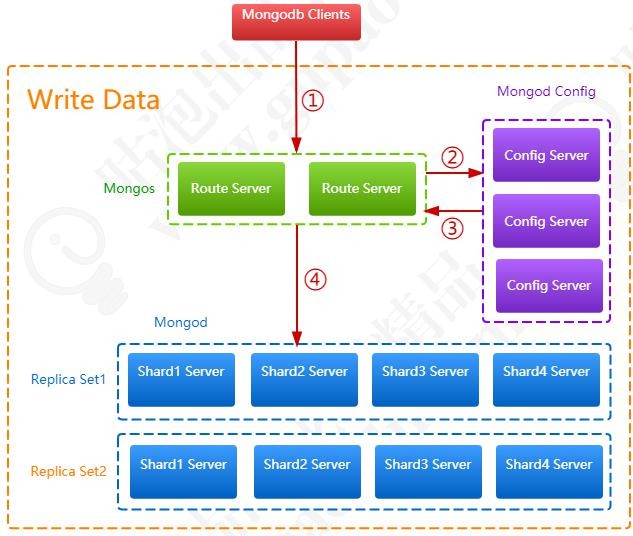 Mongodb Clients
Write Data
①
Mongod Config
Config Server
②
Mongos
Route Server
Route Server
Config Server
③
④
Config Server
Mongod
Replica Set1
Shard1 Server
Shard2 Server
Shard3 Server
Shard4 Server
Replica Set2
Shard1 Server
Shard2 Server
Shard3 Server
Shard4 Server